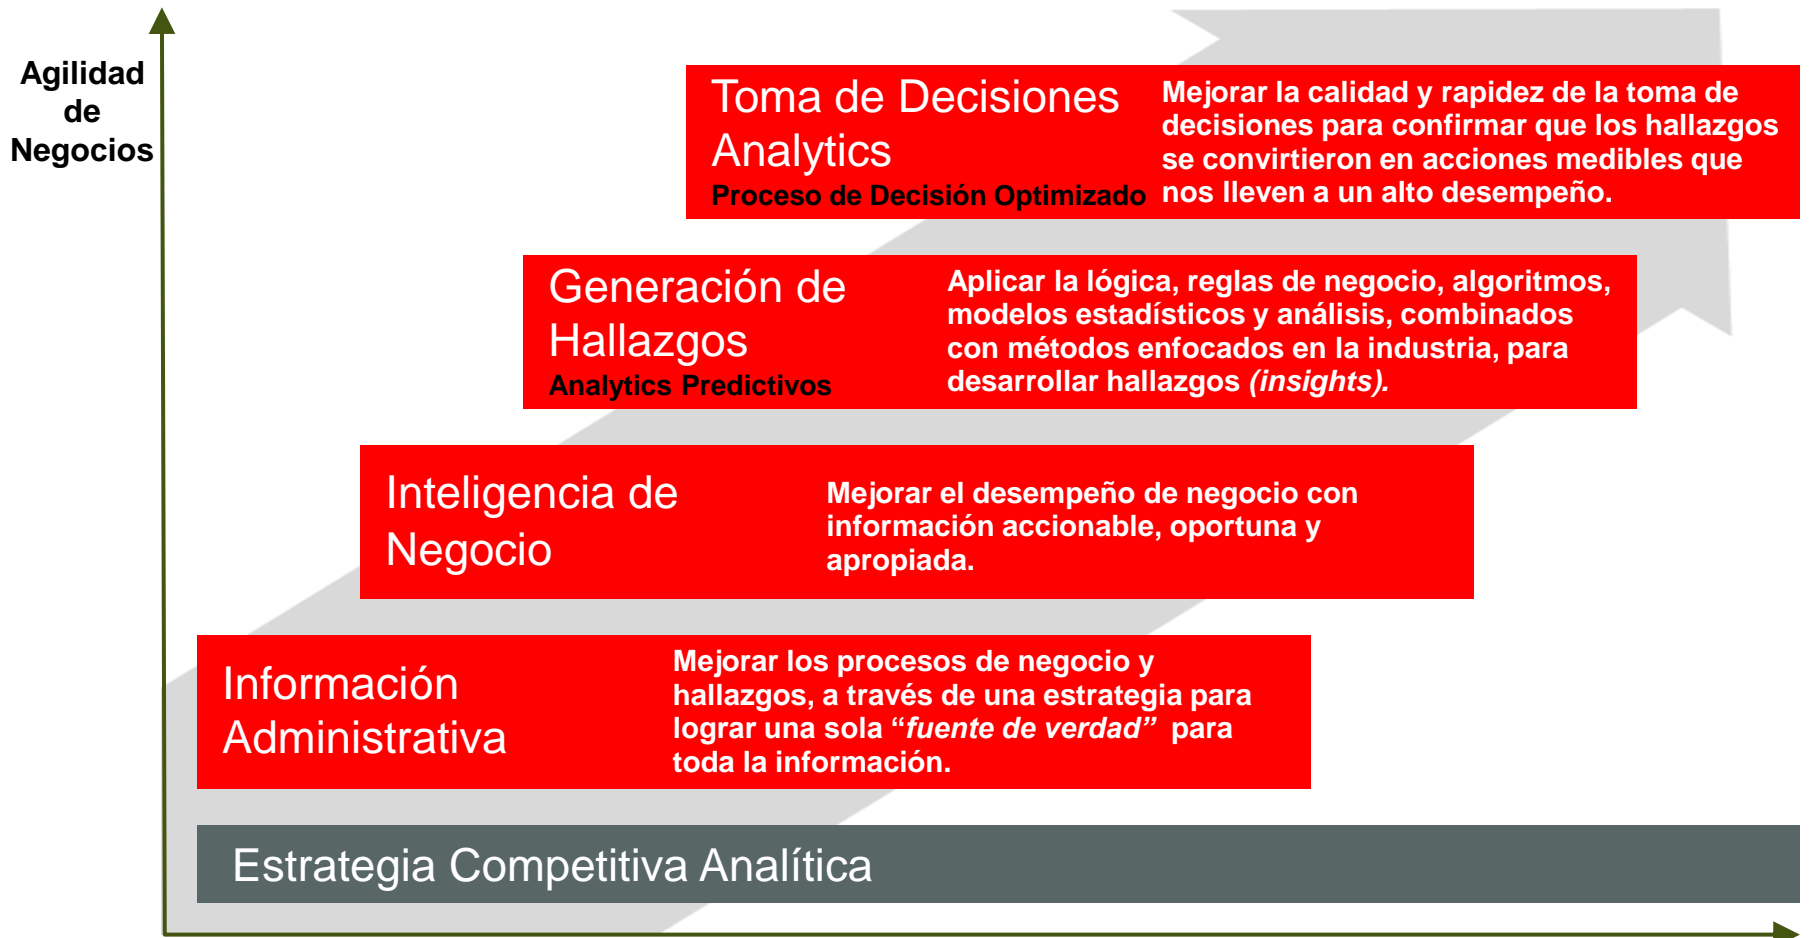 Agilidad
de
Negocios
Toma de Decisiones
Analytics
Proceso de Decisión Optimizado
Mejorar la calidad y rapidez de la toma de
decisiones para confirmar que los hallazgos
se convirtieron en acciones medibles que
nos lleven a un alto desempeño.
Generación de
Hallazgos
Analytics Predictivos
Aplicar la lógica, reglas de negocio, algoritmos,
modelos estadísticos y análisis, combinados
con métodos enfocados en la industria, para
desarrollar hallazgos (insights).
Inteligencia de
Negocio
Mejorar el desempeño de negocio con
información accionable, oportuna y
apropiada.
Información
Administrativa
Mejorar los procesos de negocio y
hallazgos, a través de una estrategia para
lograr una sola “fuente de verdad” para
toda la información.
Estrategia Competitiva Analítica